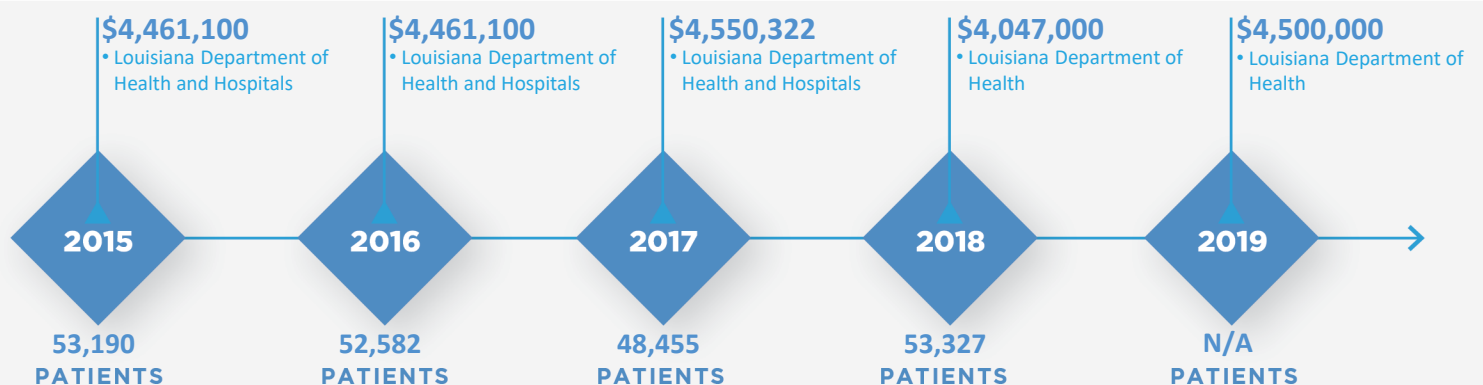 $4,461,100
• Louisiana Department of
Health and Hospitals
$4,461,100
• Louisiana Department of
Health and Hospitals
$4,550,322
• Louisiana Department of
Health and Hospitals
$4,047,000
• Louisiana Department of
Health
$4,500,000
• Louisiana Department of
Health
2015
2016
2017
2018
2019
53,190
PATIENTS
52,582
PATIENTS
48,455
PATIENTS
53,327
PATIENTS
N/A
PATIENTS